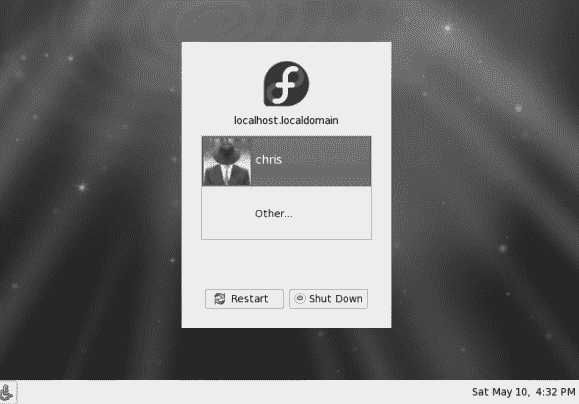 localhost.localdomain
chris
Other...
Restart
Shut Down
Sat May 10, 4:32 PM